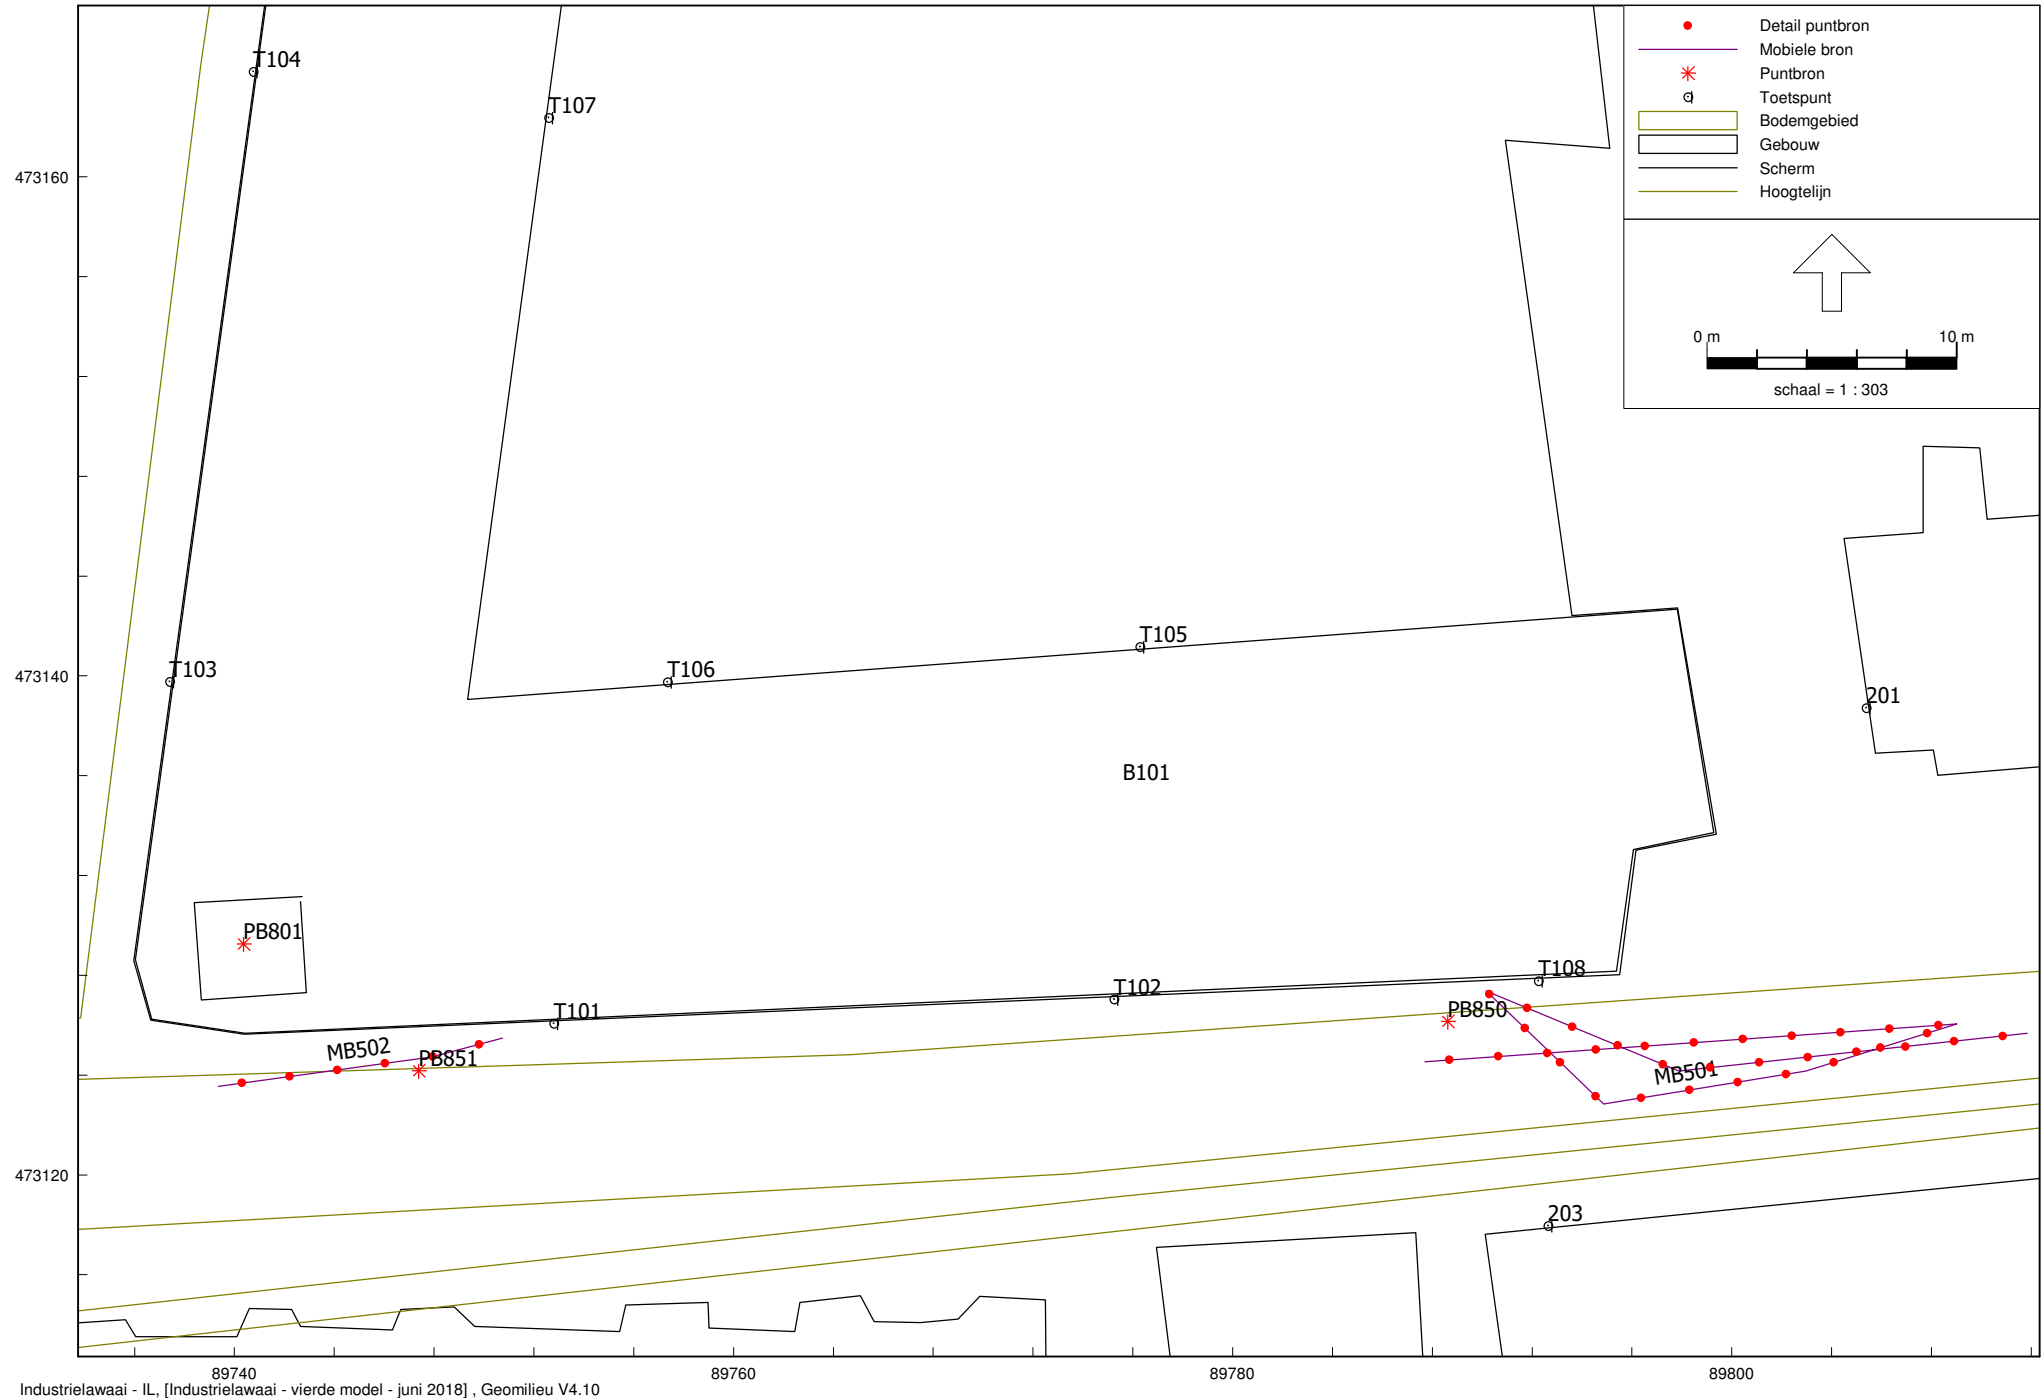 Detail puntbron
Mobiele bron
Puntbron
Toetspunt
Bodemgebied
Gebouw
Scherm
Hoogtelijn
0 m 10 m
schaal = 1 : 303
T104
T107
473160
T105
T106
T103
473140
201
B101
PB801
T108
T102
T101
PB850
MB502
PB851
MB501
473120
203
89740 89760 89780 89800
Industrielawaai - IL, [Industrielawaai - vierde model - juni 2018] , Geomilieu V4.10